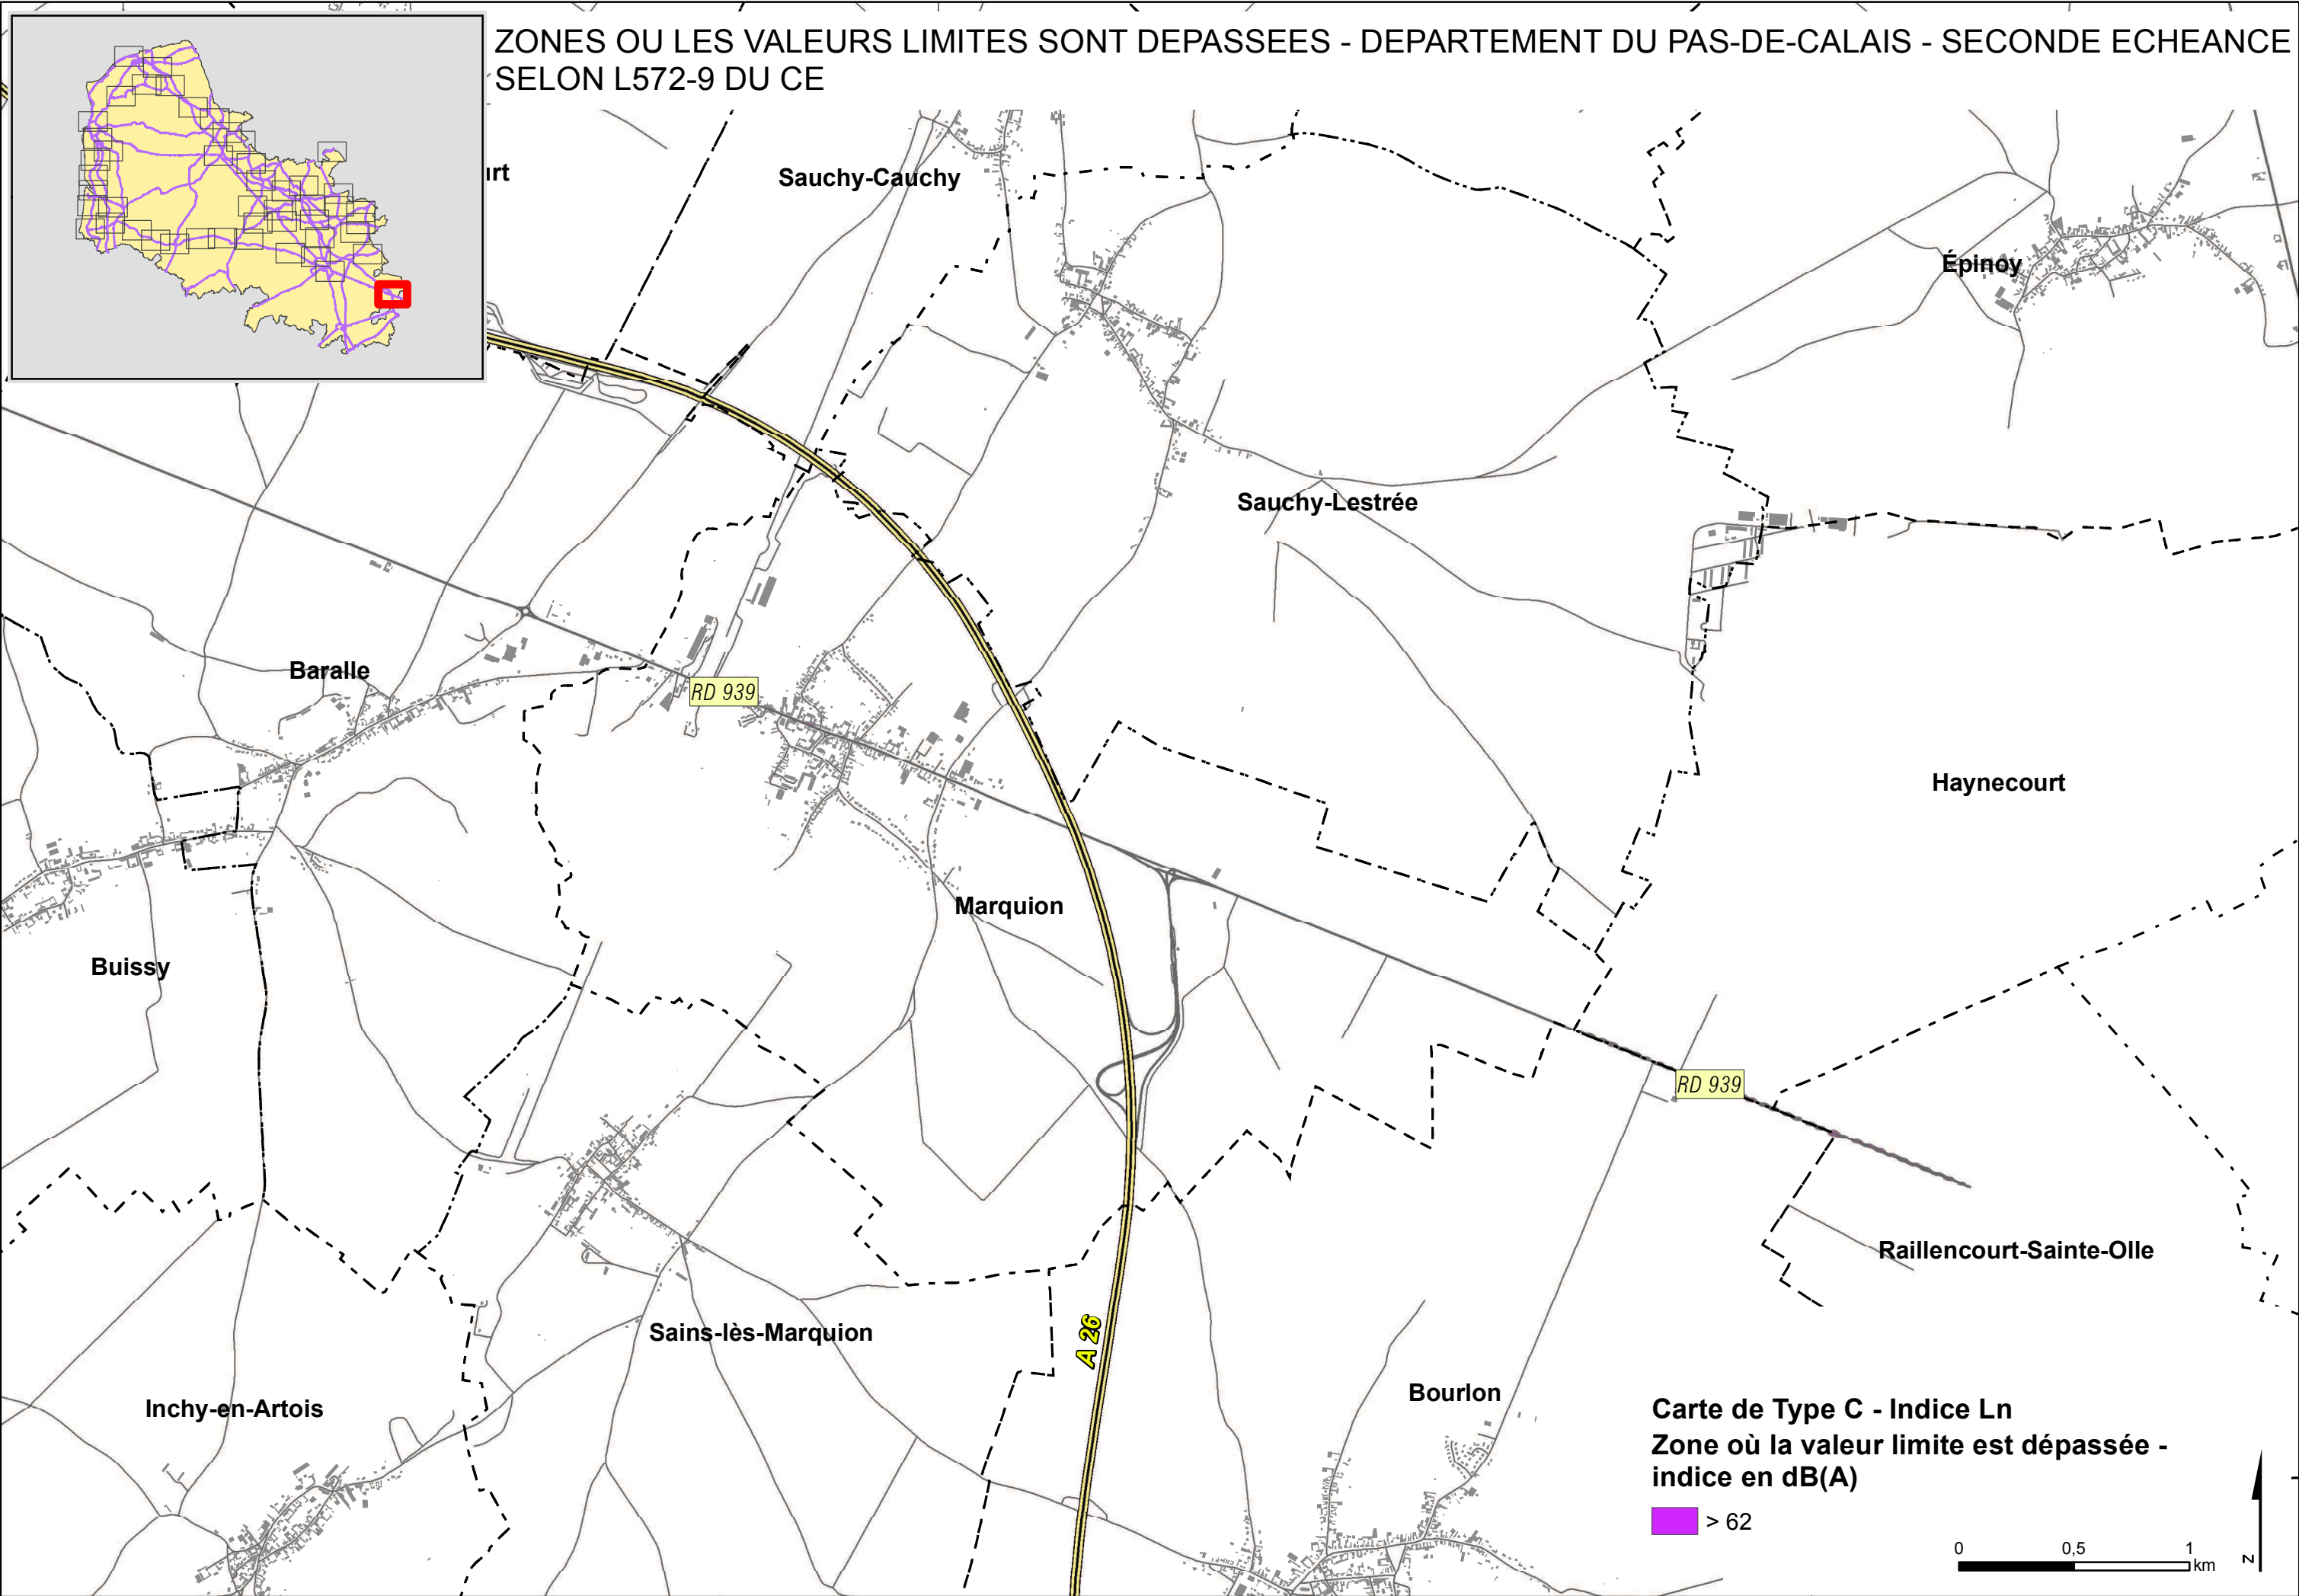 ZONES OU LES VALEURS LIMITES SONT DEPASSEES - DEPARTEMENT DU PAS-DE-CALAIS - SECONDE ECHEANCE
SELON L572-9 DU CE
urt
Sauchy-Cauchy
Épinoy
Sauchy-Lestrée
Baralle
RD 939
Haynecourt
Marquion
Buissy
RD 939
Raillencourt-Sainte-Olle
Sains-lès-Marquion
A 26
Bourlon
Inchy-en-Artois
Carte de Type C - Indice Ln
Zone où la valeur limite est dépassée -
indice en dB(A)
> 62
0 0,5 1
km
N